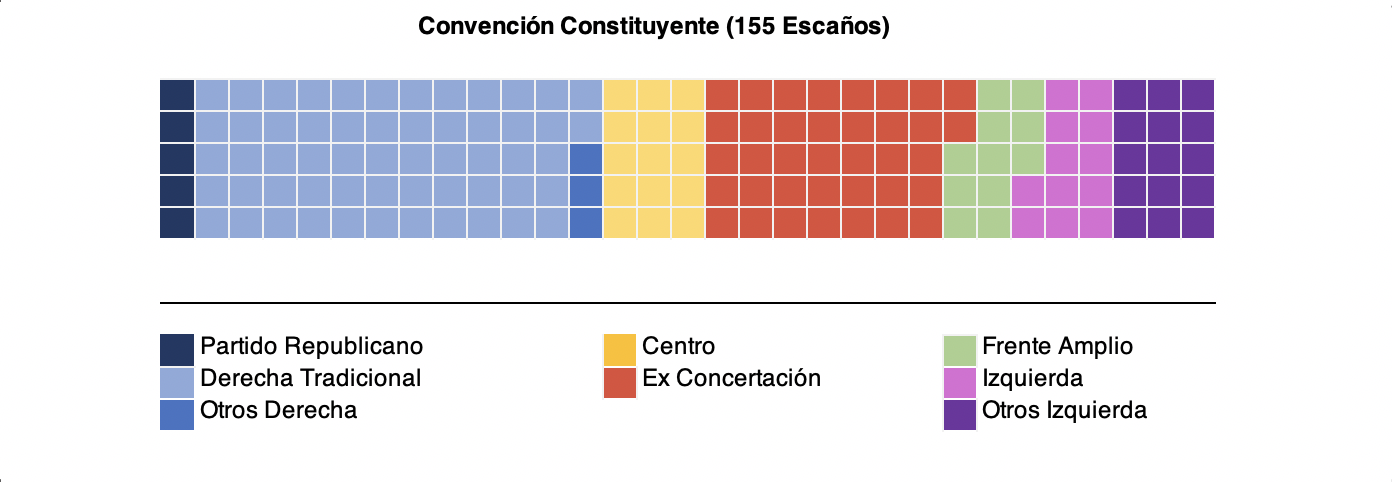 Convención Constituyente (155 Escaños)
Partido Republicano
Derecha Tradicional
Otros Derecha
Centro
Ex Concertación
Frente Amplio
Izquierda
Otros Izquierda